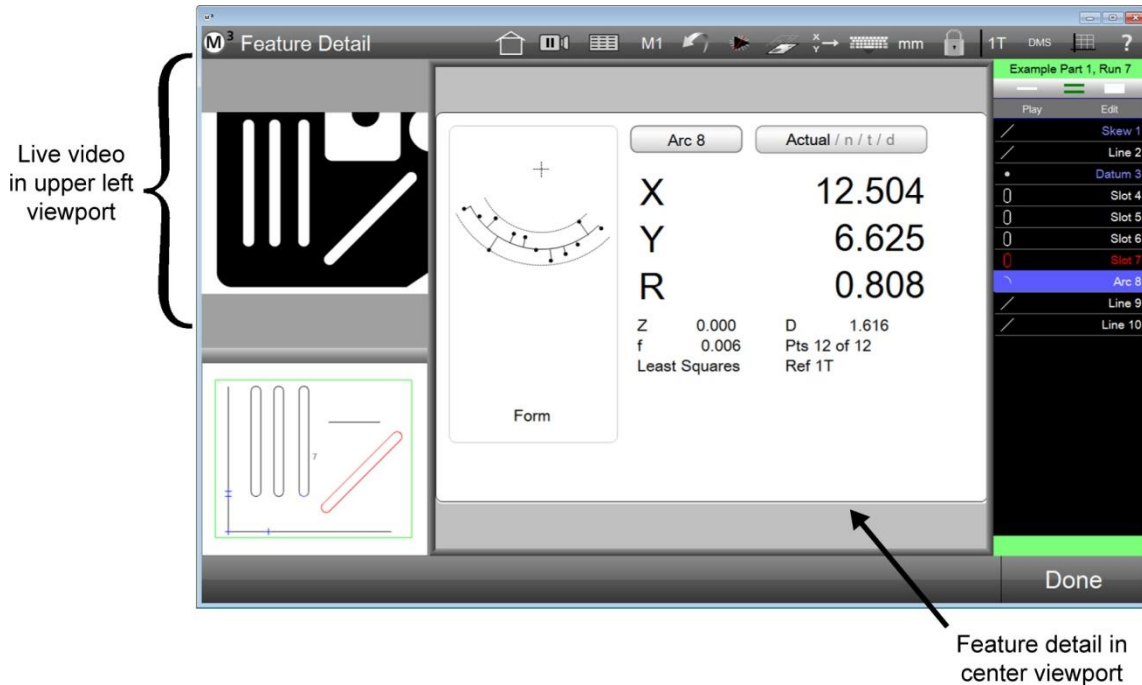 m³
M³ Feature Detail
M1
X
Y
mm
1T
DMS
?
Example Part 1, Run 7
Play Edit
Skew 1
Line 2
Datum 3
Slot 4
Slot 5
Slot 6
Slot 7
Arc 8
Line 9
Line 10
Live video
in upper left
viewport
Arc 8 Actual / n / t / d
X 12.504
Y 6.625
R 0.808
Z 0.000 D 1.616
f 0.006 Pts 12 of 12
Least Squares Ref 1T
Form
7
Done
Feature detail in
center viewport